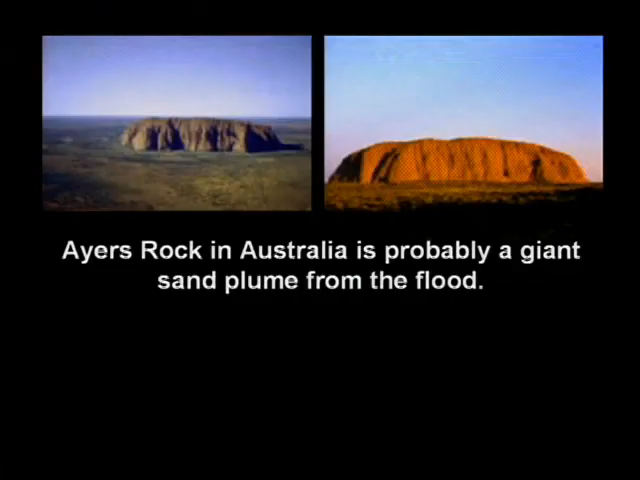 Ayers Rock in Australia is probably a giant
sand plume from the flood.